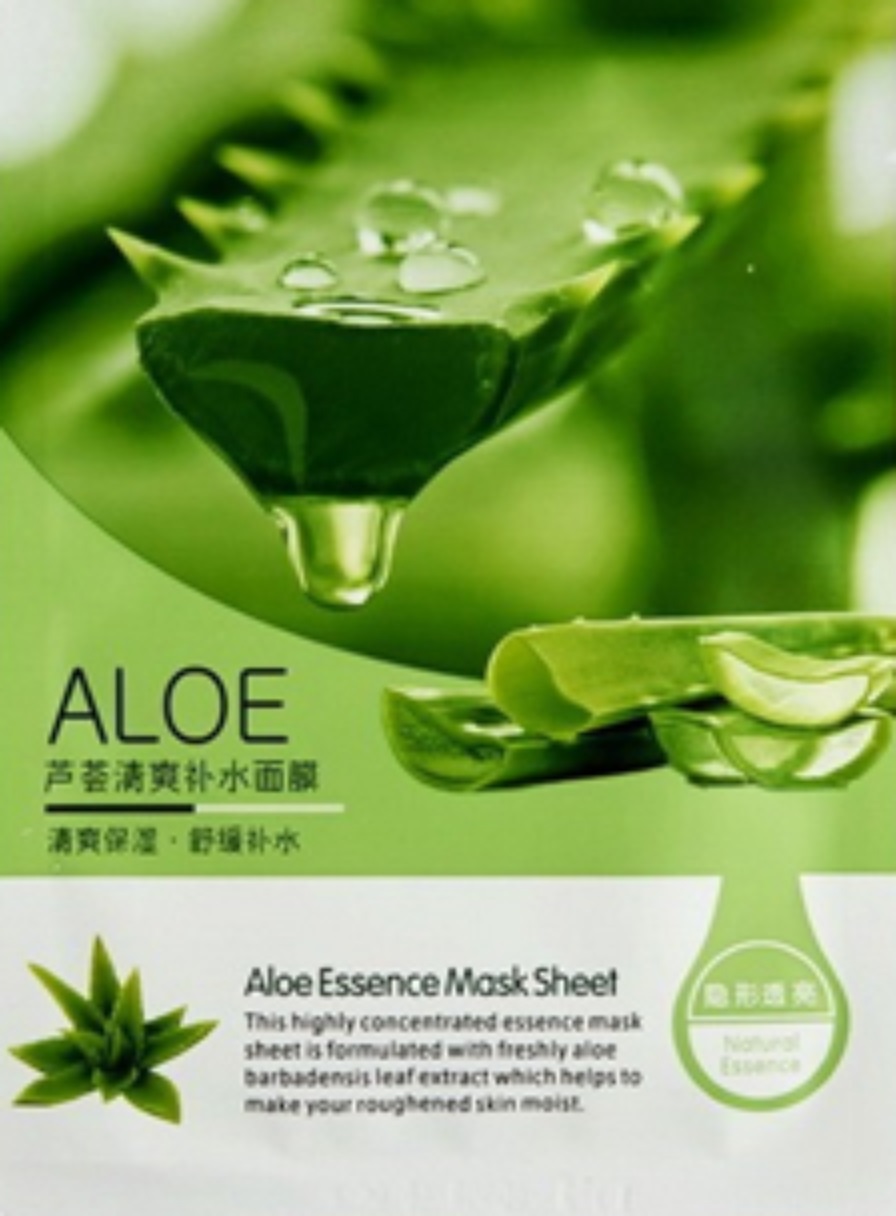 ALOE
芦荟清爽补水面膜
清爽保湿·舒缓补水
Aloe Essence Mask Sheet
This highly concentrated essence mask
sheet is formulated with freshly aloe
barbadensis leaf extract which helps to
make your roughened skin moist.
隐形透亮
Natural
Essence